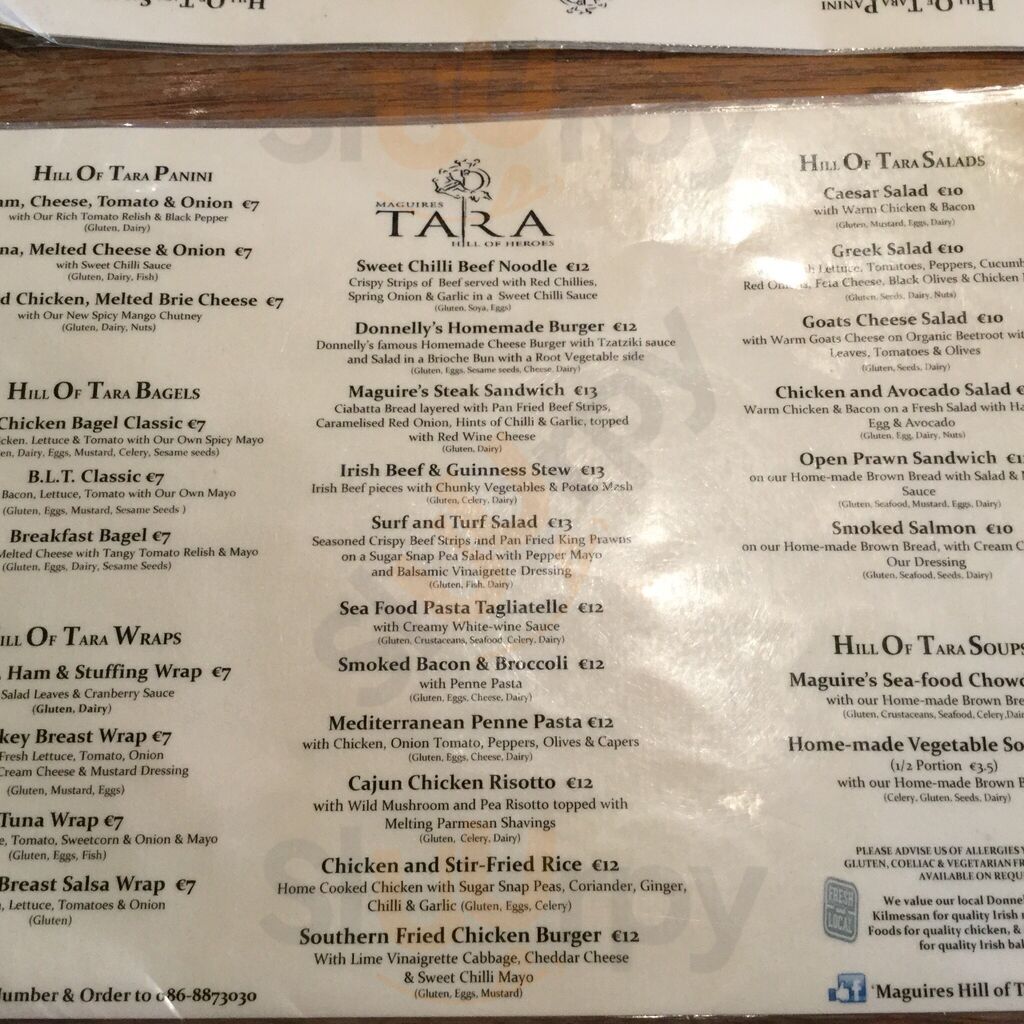 HILL OF TARA PANINI
HILL OF TARA PANINI
Cheese, Tomato & Onion €7
with Our Rich Tomato Relish & Black Pepper
(Gluten, Dairy)
Melted Cheese & Onion €7
with Sweet Chilli Sauce
(Gluten, Dairy, Fish)
Chicken, Melted Brie Cheese €7
with Our New Spicy Mango Chutney
(Gluten, Dairy, Nuts)
HILL OF TARA BAGELS
Chicken Bagel Classic €7
Lettuce & Tomato with Our Own Spicy Mayo
Dairy, Eggs, Mustard, Celery, Sesame seeds)
B.L.T. Classic €7
Bacon, Lettuce, Tomato with Our Own Mayo
(Gluten, Eggs, Mustard, Sesame Seeds )
Breakfast Bagel €7
Melted Cheese with Tangy Tomato Relish & Mayo
(Gluten, Eggs, Dairy, Sesame Seeds)
OF TARA WRAPS
Ham & Stuffing Wrap €7
Salad Leaves & Cranberry Sauce
(Gluten, Dairy)
Breast Wrap €7
Fresh Lettuce, Tomato, Onion
Cream Cheese & Mustard Dressing
(Gluten, Mustard, Eggs)
Tuna Wrap €7
Tomato, Sweetcorn & Onion & Mayo
(Gluten, Eggs, Fish)
Breast Salsa Wrap €7
Lettuce, Tomatoes & Onion
(Gluten)
& Order to 086-8873030
MAGUIRES
TARA
HILL OF HEROES
Sweet Chilli Beef Noodle €12
Crispy Strips of Beef served with Red Chillies,
Spring Onion & Garlic in a Sweet Chilli Sauce
(Gluten, Soya, Eggs)
Donnelly's Homemade Burger €12
Donnelly's famous Homemade Cheese Burger with Tzatziki sauce
and Salad in a Brioche Bun with a Root Vegetable side
(Gluten, Eggs, Sesame seeds, Cheese, Dairy)
Maguire's Steak Sandwich €13
Ciabatta Bread layered with Pan Fried Beef Strips,
Caramelised Red Onion, Hints of Chilli & Garlic, topped
with Red Wine Cheese
(Gluten, Dairy)
Irish Beef & Guinness Stew €13
Irish Beef pieces with Chunky Vegetables & Potato Mash
(Gluten, Celery, Dairy)
Surf and Turf Salad €13
Seasoned Crispy Beef Strips and Pan Fried King Prawns
on a Sugar Snap Pea Salad with Pepper Mayo
and Balsamic Vinaigrette Dressing
(Gluten, Fish, Dairy)
Sea Food Pasta Tagliatelle €12
with Creamy White-wine Sauce
(Gluten, Crustaceans, Seafood, Celery, Dairy)
Smoked Bacon & Broccoli €12
with Penne Pasta
(Gluten, Eggs, Cheese, Dairy)
Mediterranean Penne Pasta €12
with Chicken, Onion Tomato, Peppers, Olives & Capers
(Gluten, Eggs, Cheese, Dairy)
Cajun Chicken Risotto €12
with Wild Mushroom and Pea Risotto topped with
Melting Parmesan Shavings
(Gluten, Celery, Dairy)
Chicken and Stir-Fried Rice €12
Home Cooked Chicken with Sugar Snap Peas, Coriander, Ginger,
Chilli & Garlic (Gluten, Eggs, Celery)
Southern Fried Chicken Burger €12
With Lime Vinaigrette Cabbage, Cheddar Cheese
& Sweet Chilli Mayo
(Gluten, Eggs, Mustard)
HILL OF TARA SALADS
Caesar Salad €10
with Warm Chicken & Bacon
(Gluten, Mustard, Eggs, Dairy)
Greek Salad €10
Lettuce, Tomatoes, Peppers,
Red Feta Cheese, Black Olives & Chicken
(Gluten, Seeds, Dairy, Nuts)
Goats Cheese Salad €10
with Warm Goats Cheese on Organic Beetroot
Leaves, Tomatoes & Olives
(Gluten, Seeds, Dairy)
Chicken and Avocado Salad
Warm Chicken & Bacon on a Fresh Salad with
Egg & Avocado
(Gluten, Egg, Dairy, Nuts)
Open Prawn Sandwich
on our Home-made Brown Bread with Salad &
Sauce
(Gluten, Seafood, Mustard, Eggs, Dairy)
Smoked Salmon €10
on our Home-made Brown Bread, with Cream
Our Dressing
(Gluten, Seafood, Seeds, Dairy)
HILL OF TARA SOUPS
Maguire's Sea-food
with our Home-made Brown
(Gluten, Crustaceans, Seafood, Celery,
Home-made Vegetable
(1/2 Portion €3.5)
with our Home-made Brown
(Celery, Gluten, Seeds, Dairy)
PLEASE ADVISE US OF ALLERGIES
GLUTEN, COELIAC & VEGETARIAN
AVAILABLE ON
FRESH
LOCAL
We value our local
Kilmessan for quality Irish
Foods for quality chicken, &
for quality Irish
'Maguires Hill of